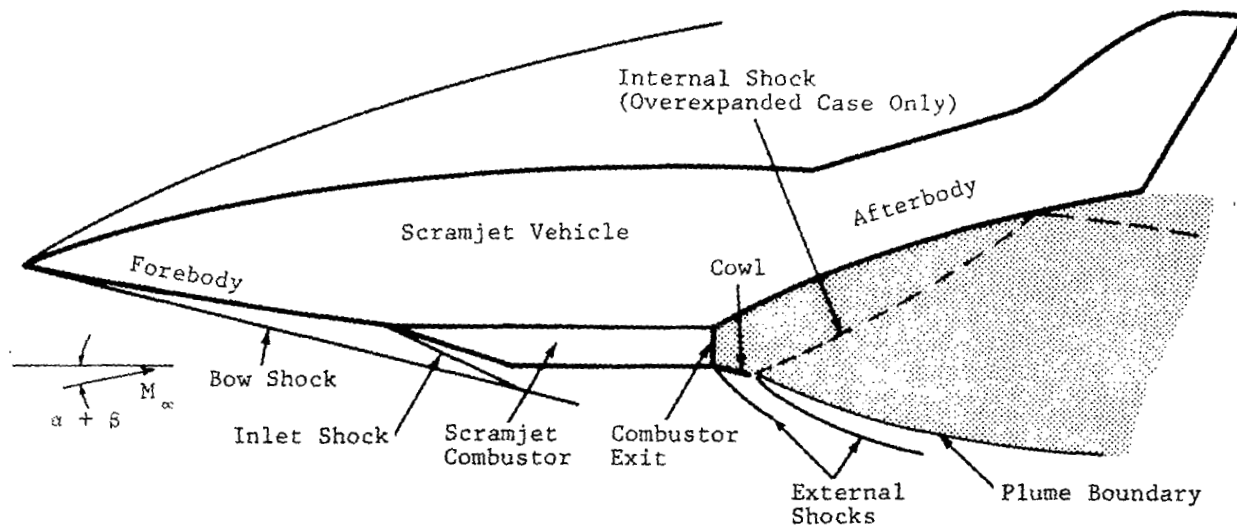 Internal Shock
(Overexpanded Case Only)
Afterbody
Scramjet Vehicle
Cowl
Forebody
Bow Shock
M∞
α + β
Inlet Shock
Scramjet
Combustor
Combustor
Exit
External
Shocks
Plume Boundary